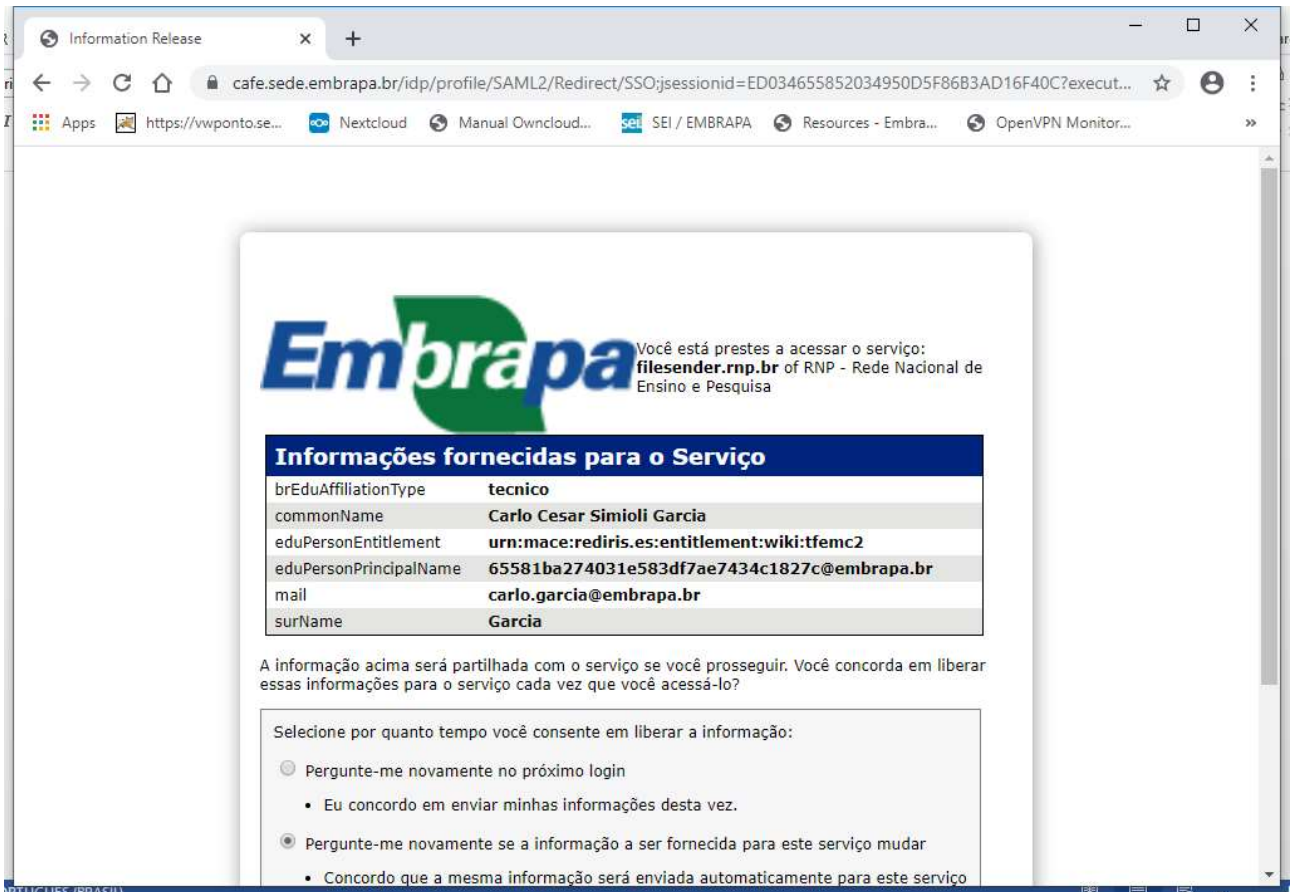 Information Release
cafe.sede.embrapa.br/idp/profile/SAML2/Redirect/SSO;jsessionid=ED034655852034950D5F86B3AD16F40C?execut...
Apps https://vwponto.se... Nextcloud Manual Owncloud... sei SEI / EMBRAPA Resources - Embra... OpenVPN Monitor... »
Embrapa
Você está prestes a acessar o serviço:
filesender.rnp.br of RNP - Rede Nacional de
Ensino e Pesquisa
Informações fornecidas para o Serviço
brEduAffiliationType tecnico
commonName Carlo Cesar Simioli Garcia
eduPersonEntitlement urn:mace:rediris.es:entitlement:wiki:tfemc2
eduPersonPrincipalName 65581ba274031e583df7ae7434c1827c@embrapa.br
mail carlo.garcia@embrapa.br
surName Garcia
A informação acima será partilhada com o serviço se você prosseguir. Você concorda em liberar
essas informações para o serviço cada vez que você acessá-lo?
Selecione por quanto tempo você consente em liberar a informação:
Pergunte-me novamente no próximo login
• Eu concordo em enviar minhas informações desta vez.
Pergunte-me novamente se a informação a ser fornecida para este serviço mudar
• Concordo que a mesma informação será enviada automaticamente para este serviço